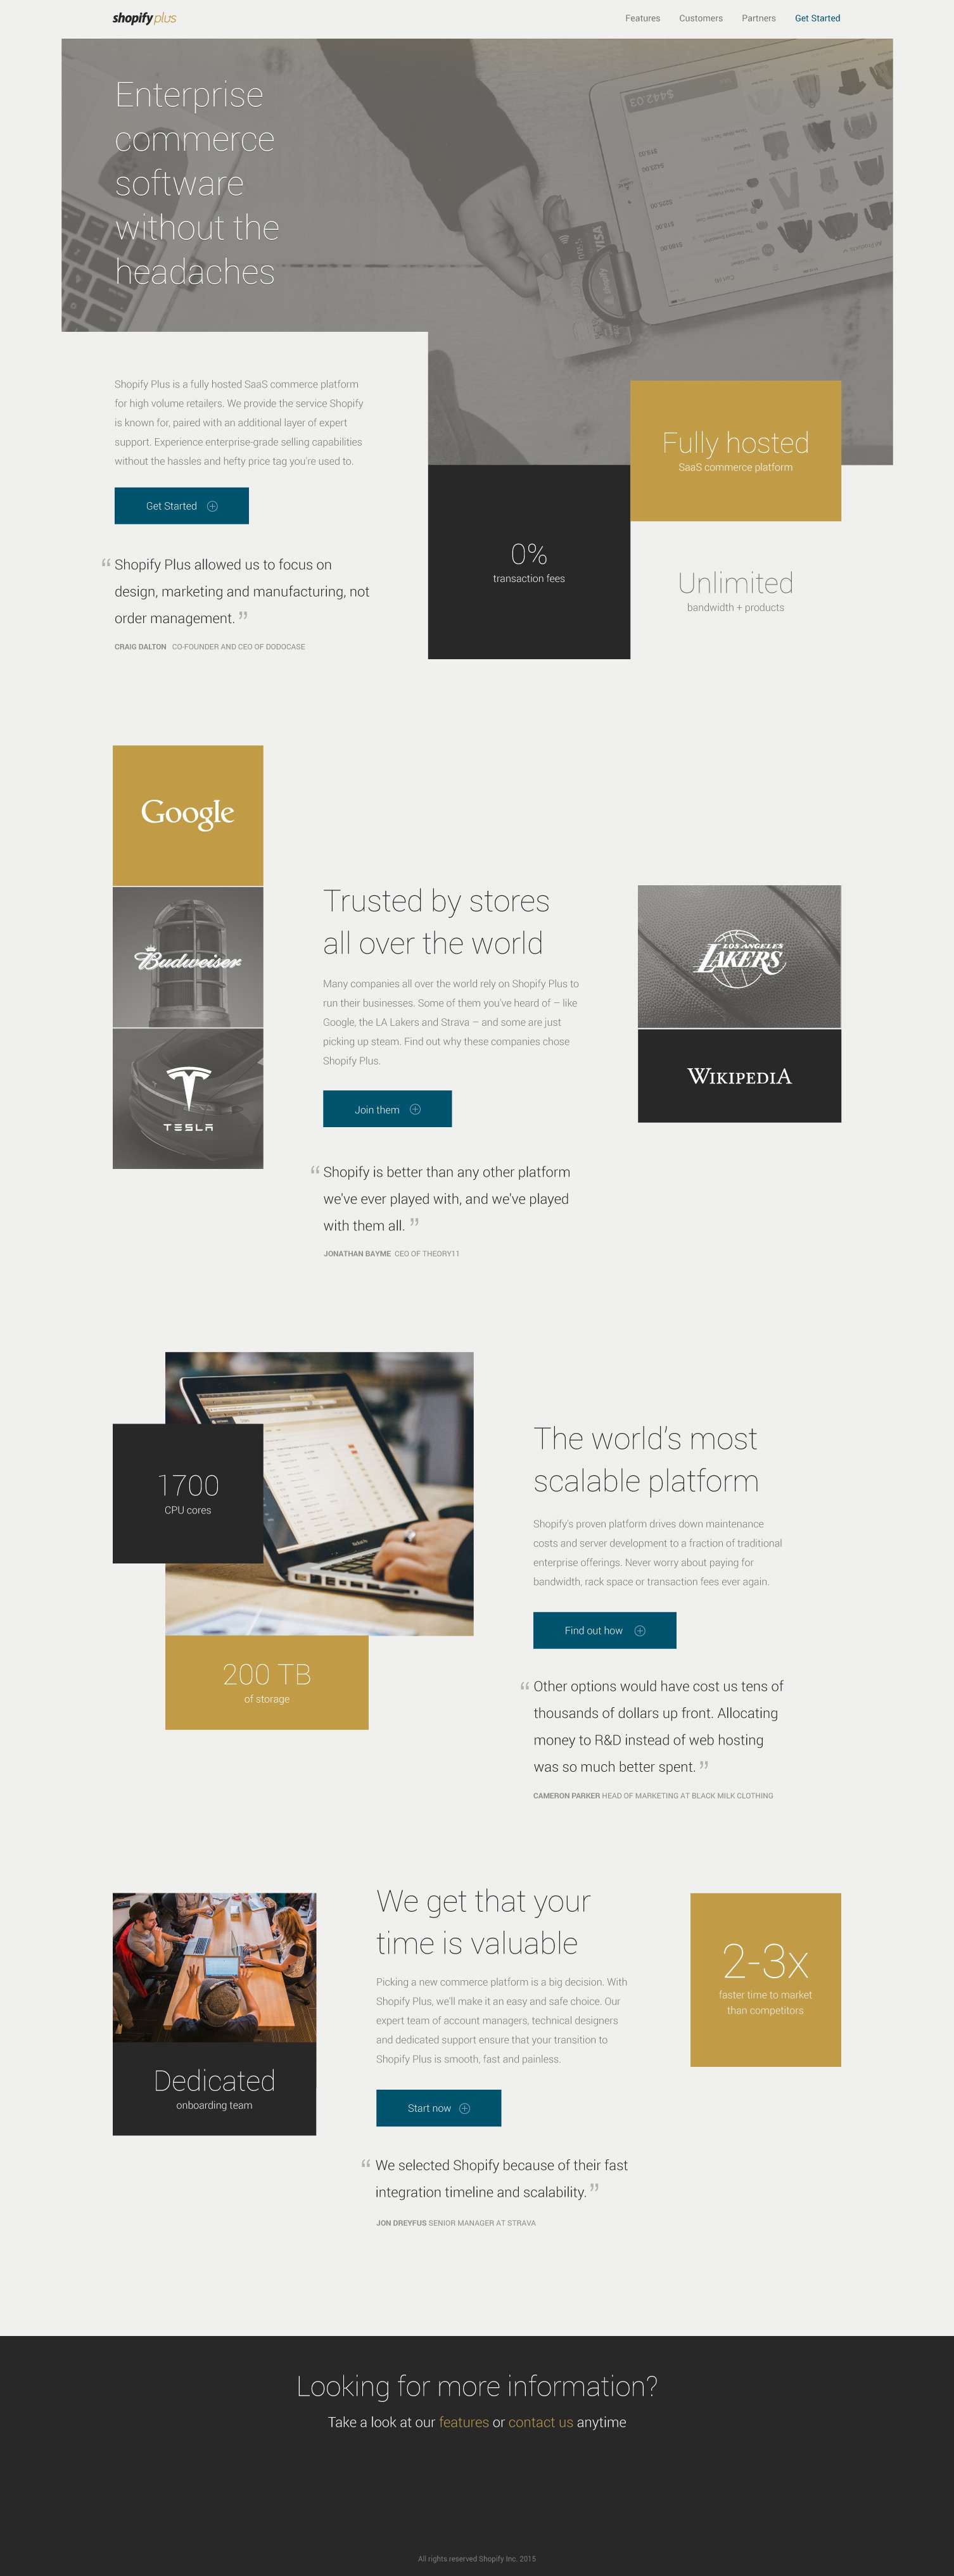 shopify plus
Features Customers Partners Get Started
Enterprise
commerce
software
without the
headaches
$442.03
VISA
Shopify
Shopify Plus is a fully hosted SaaS commerce platform
for high volume retailers. We provide the service Shopify
is known for, paired with an additional layer of expert
support. Experience enterprise-grade selling capabilities
without the hassles and hefty price tag you're used to.
Get Started
“ Shopify Plus allowed us to focus on
design, marketing and manufacturing, not
order management. ”
CRAIG DALTON CO-FOUNDER AND CEO OF DODOCASE
Fully hosted
SaaS commerce platform
0%
transaction fees
Unlimited
bandwidth + products
Google
Budweiser
TESLA
Trusted by stores
all over the world
Many companies all over the world rely on Shopify Plus to
run their businesses. Some of them you've heard of – like
Google, the LA Lakers and Strava – and some are just
picking up steam. Find out why these companies chose
Shopify Plus.
Join them
“ Shopify is better than any other platform
we've ever played with, and we've played
with them all. ”
JONATHAN BAYME CEO OF THEORY11
LOS ANGELES
LAKERS
WIKIPEDIA
1700
CPU cores
200 TB
of storage
The world's most
scalable platform
Shopify's proven platform drives down maintenance
costs and server development to a fraction of traditional
enterprise offerings. Never worry about paying for
bandwidth, rack space or transaction fees ever again.
Find out how
“ Other options would have cost us tens of
thousands of dollars up front. Allocating
money to R&D instead of web hosting
was so much better spent. ”
CAMERON PARKER HEAD OF MARKETING AT BLACK MILK CLOTHING
Dedicated
onboarding team
We get that your
time is valuable
Picking a new commerce platform is a big decision. With
Shopify Plus, we'll make it an easy and safe choice. Our
expert team of account managers, technical designers
and dedicated support ensure that your transition to
Shopify Plus is smooth, fast and painless.
Start now
“ We selected Shopify because of their fast
integration timeline and scalability. ”
JON DREYFUS SENIOR MANAGER AT STRAVA
2-3x
faster time to market
than competitors
Looking for more information?
Take a look at our features or contact us anytime
All rights reserved Shopify Inc. 2015